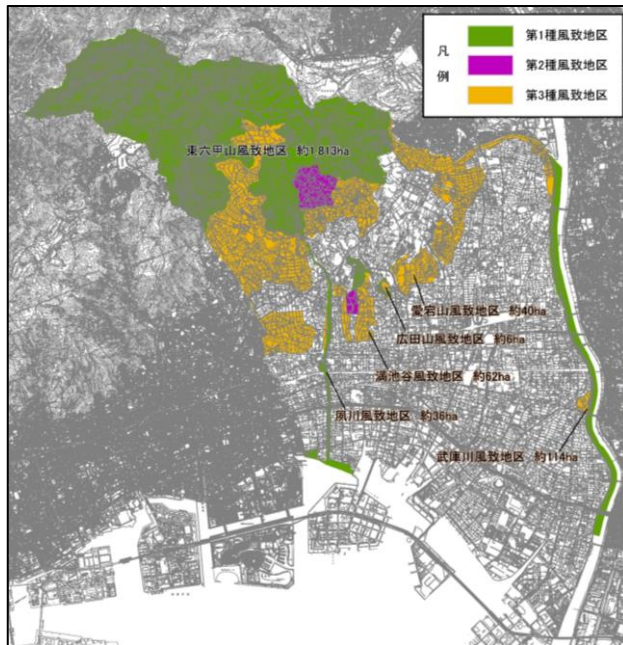 凡例
第1種風致地区
第2種風致地区
第3種風致地区
東六甲山風致地区 約1,813ha
愛宕山風致地区 約40ha
広田山風致地区 約6ha
満池谷風致地区 約62ha
夙川風致地区 約36ha
武庫川風致地区 約114ha